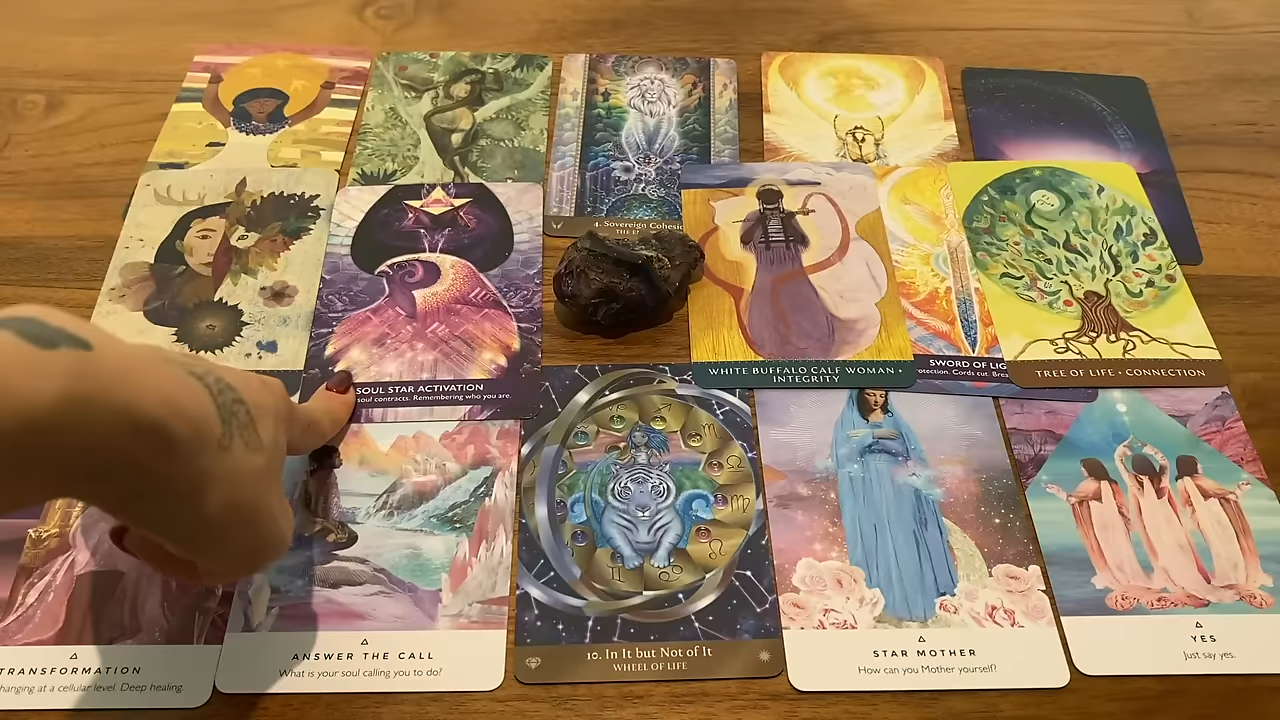 4. Sovereign
THE
WHITE BUFFALO CALF WOMAN •
INTEGRITY
SWORD OF
Cords cut.
TREE OF LIFE • CONNECTION
SOUL STAR ACTIVATION
soul contracts. Remembering who you are.
TRANSFORMATION
at a cellular level. Deep healing.
ANSWER THE CALL
What is your soul calling you to do?
10. In It but Not of It
WHEEL OF LIFE
STAR MOTHER
How can you Mother yourself?
YES
Just say yes.